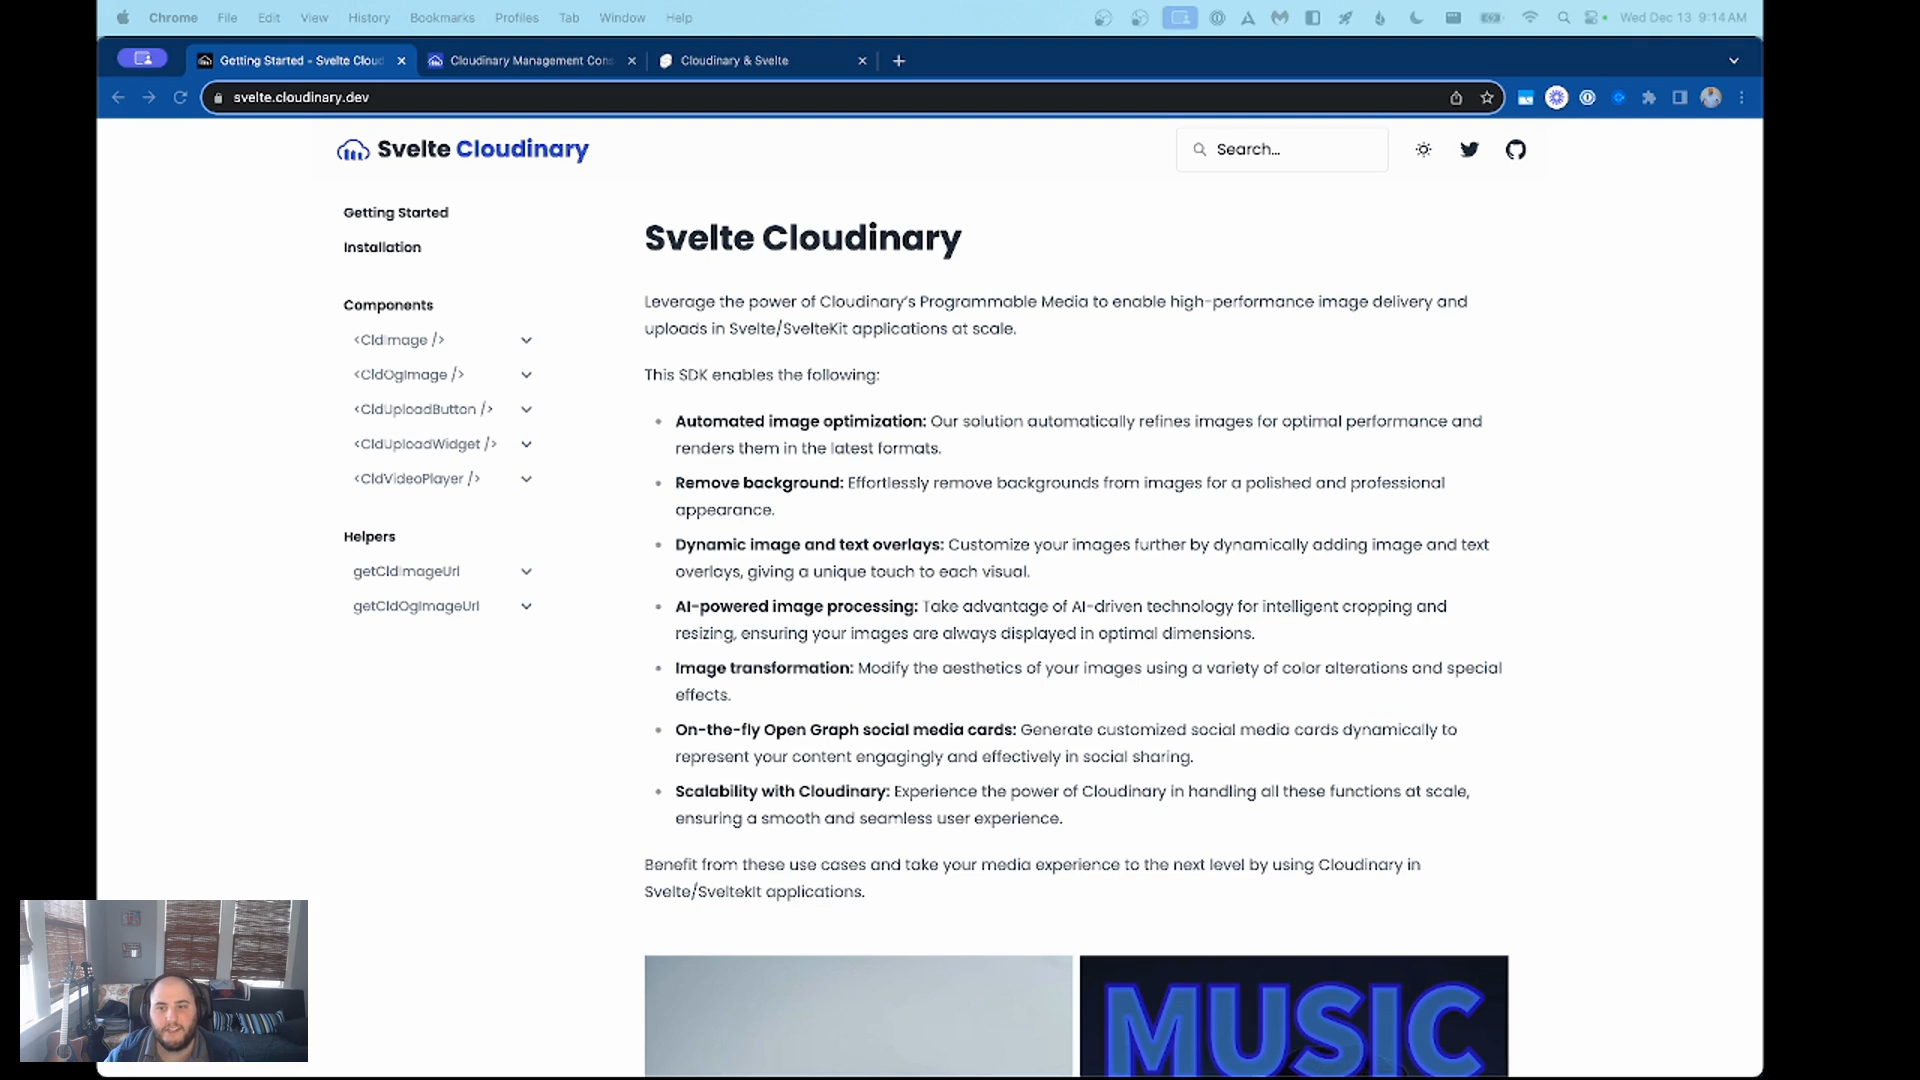 Chrome File Edit View History Bookmarks Profiles Tab Window Help Wed Dec 13 9:14 AM
Getting Started - Svelte Cloud Cloudinary Management Con Cloudinary & Svelte
svelte.cloudinary.dev
Svelte Cloudinary
Search...
Getting Started
Installation
Components
<CldImage />
<CldOgImage />
<CldUploadButton />
<CldUploadWidget />
<CldVideoPlayer />
Helpers
getCldImageUrl
getCldOgImageUrl
Svelte Cloudinary
Leverage the power of Cloudinary's Programmable Media to enable high-performance image delivery and
uploads in Svelte/SvelteKit applications at scale.
This SDK enables the following:
Automated image optimization: Our solution automatically refines images for optimal performance and
renders them in the latest formats.
Remove background: Effortlessly remove backgrounds from images for a polished and professional
appearance.
Dynamic image and text overlays: Customize your images further by dynamically adding image and text
overlays, giving a unique touch to each visual.
AI-powered image processing: Take advantage of AI-driven technology for intelligent cropping and
resizing, ensuring your images are always displayed in optimal dimensions.
Image transformation: Modify the aesthetics of your images using a variety of color alterations and special
effects.
On-the-fly Open Graph social media cards: Generate customized social media cards dynamically to
represent your content engagingly and effectively in social sharing.
Scalability with Cloudinary: Experience the power of Cloudinary in handling all these functions at scale,
ensuring a smooth and seamless user experience.
Benefit from these use cases and take your media experience to the next level by using Cloudinary in
Svelte/Sveltekit applications.
MUSIC